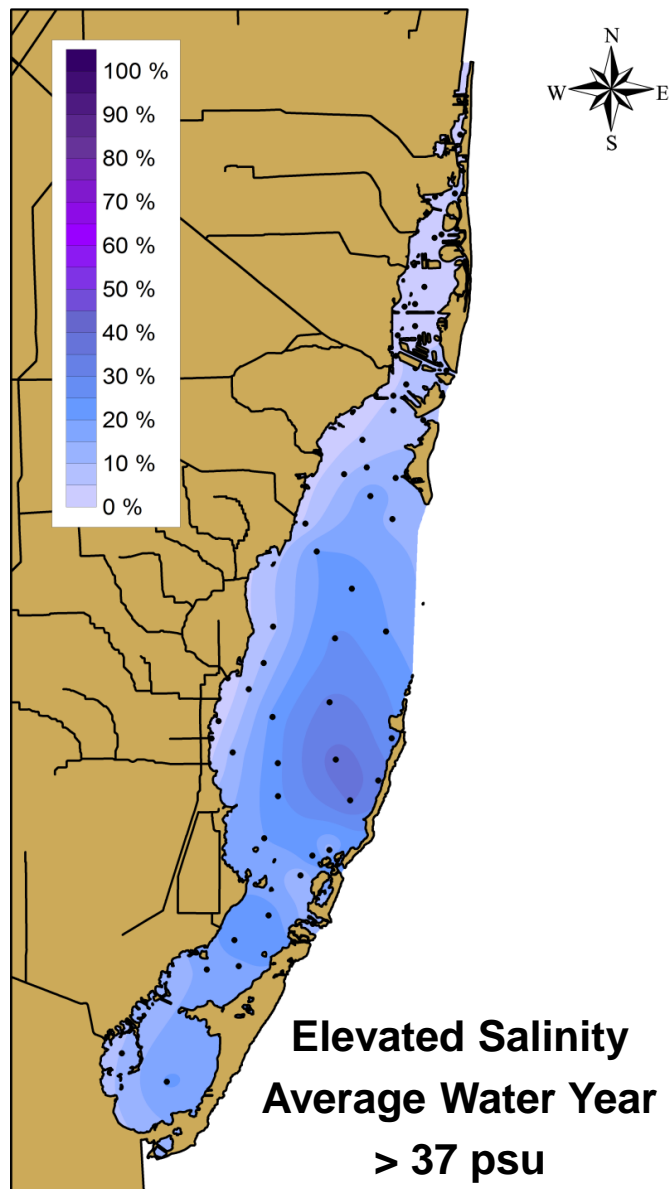 100 %
90 %
80 %
70 %
60 %
50 %
40 %
30 %
20 %
10 %
0 %
N
W E
S
Elevated Salinity
Average Water Year
> 37 psu